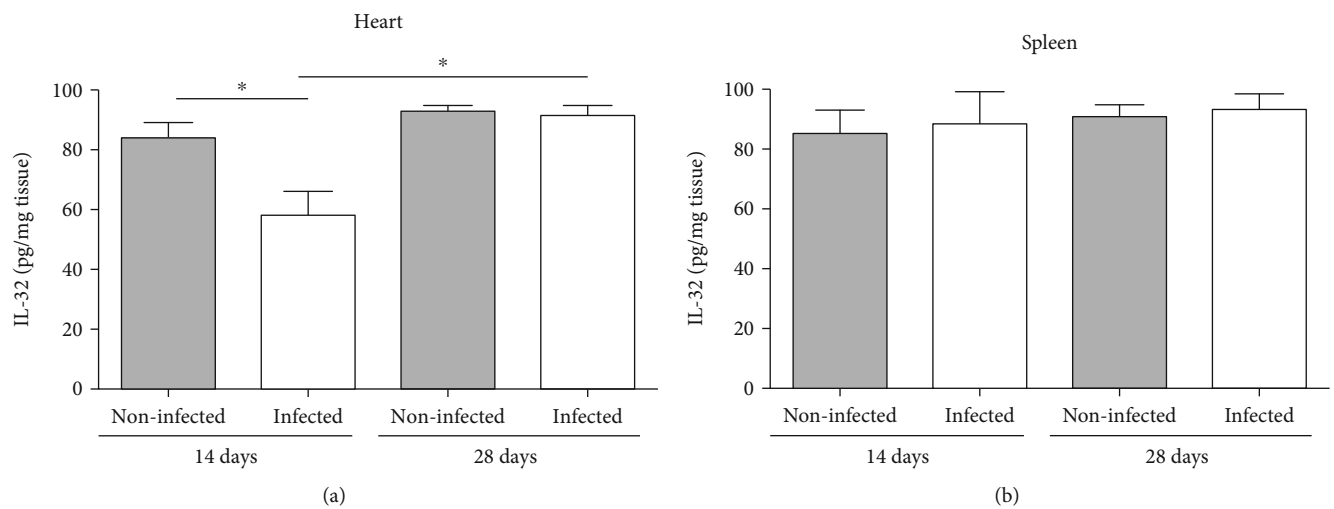 Heart
*
*
100
80
60
40
20
0
IL-32 (pg/mg tissue)
Non-infected Infected Non-infected Infected
14 days 28 days
(a)
Spleen
100
80
60
40
20
0
IL-32 (pg/mg tissue)
Non-infected Infected Non-infected Infected
14 days 28 days
(b)